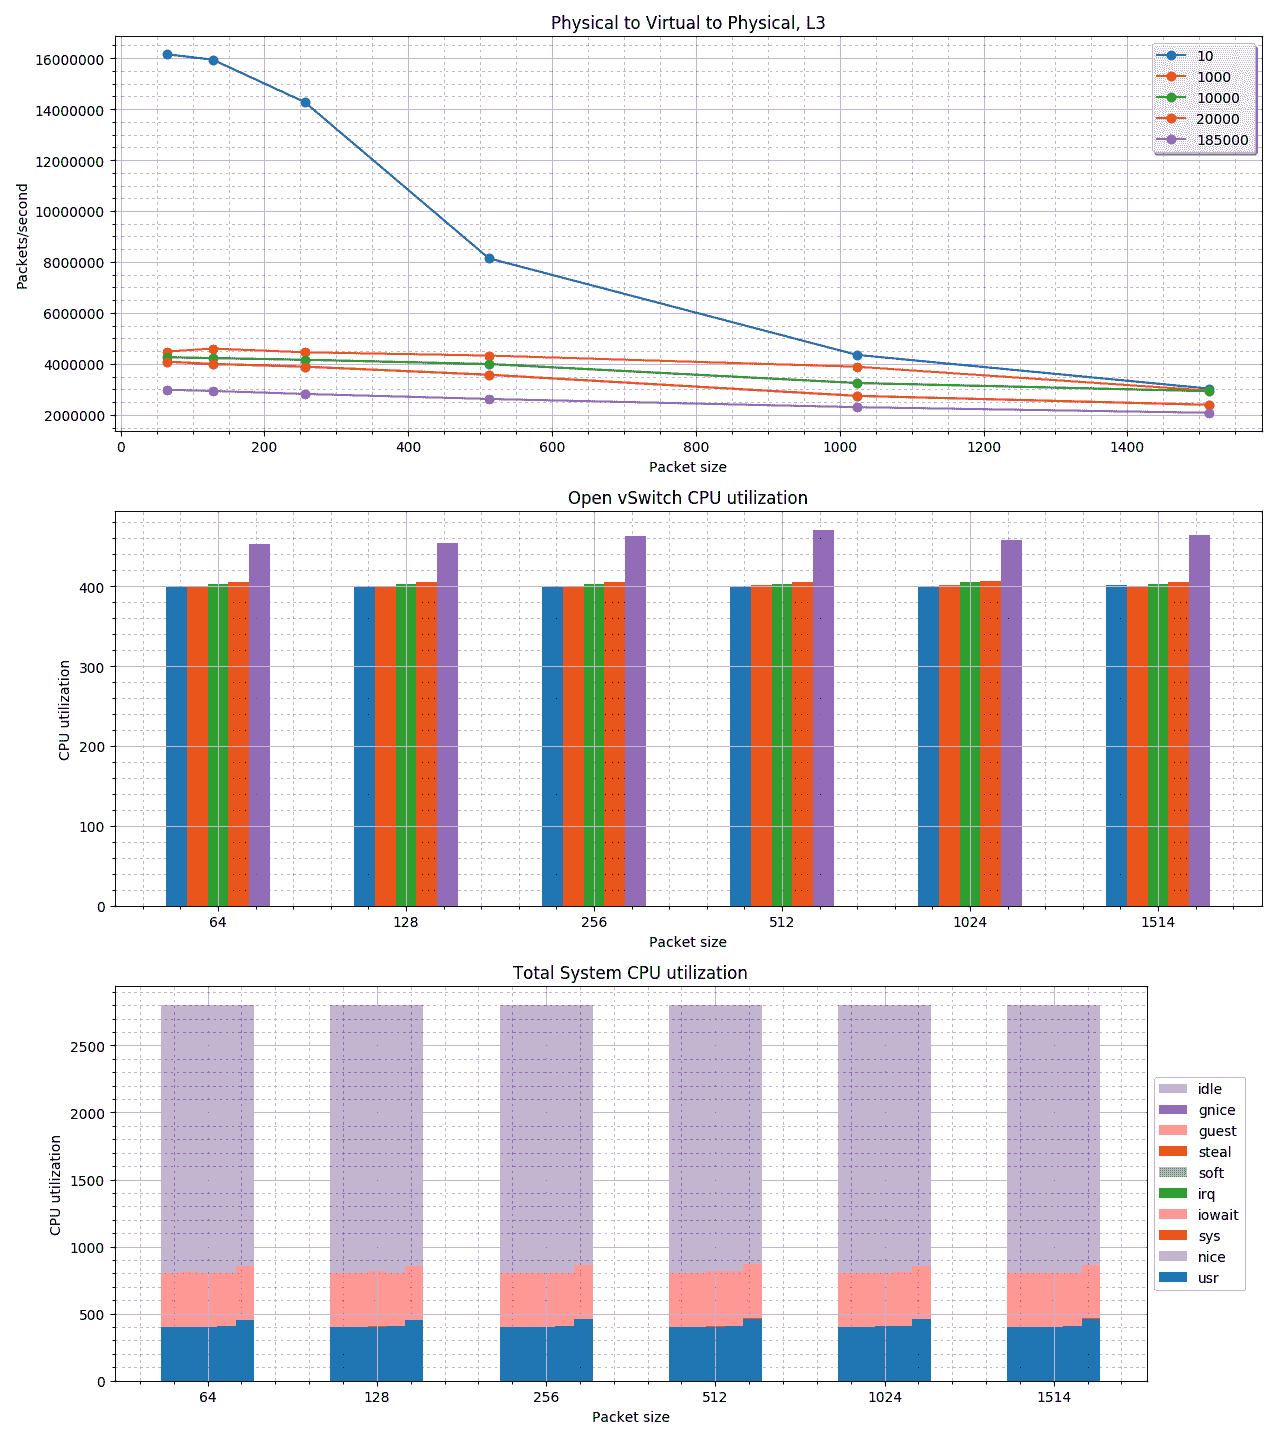 Physical to Virtual to Physical, L3
16000000
14000000
12000000
10000000
8000000
6000000
4000000
2000000
Packets/second
10
1000
10000
20000
185000
0 200 400 600 800 1000 1200 1400
Packet size
Open vSwitch CPU utilization
400
300
200
100
0
CPU utilization
64 128 256 512 1024 1514
Packet size
Total System CPU utilization
2500
2000
1500
1000
500
0
CPU utilization
idle
gnice
guest
steal
soft
irq
iowait
sys
nice
usr
64 128 256 512 1024 1514
Packet size